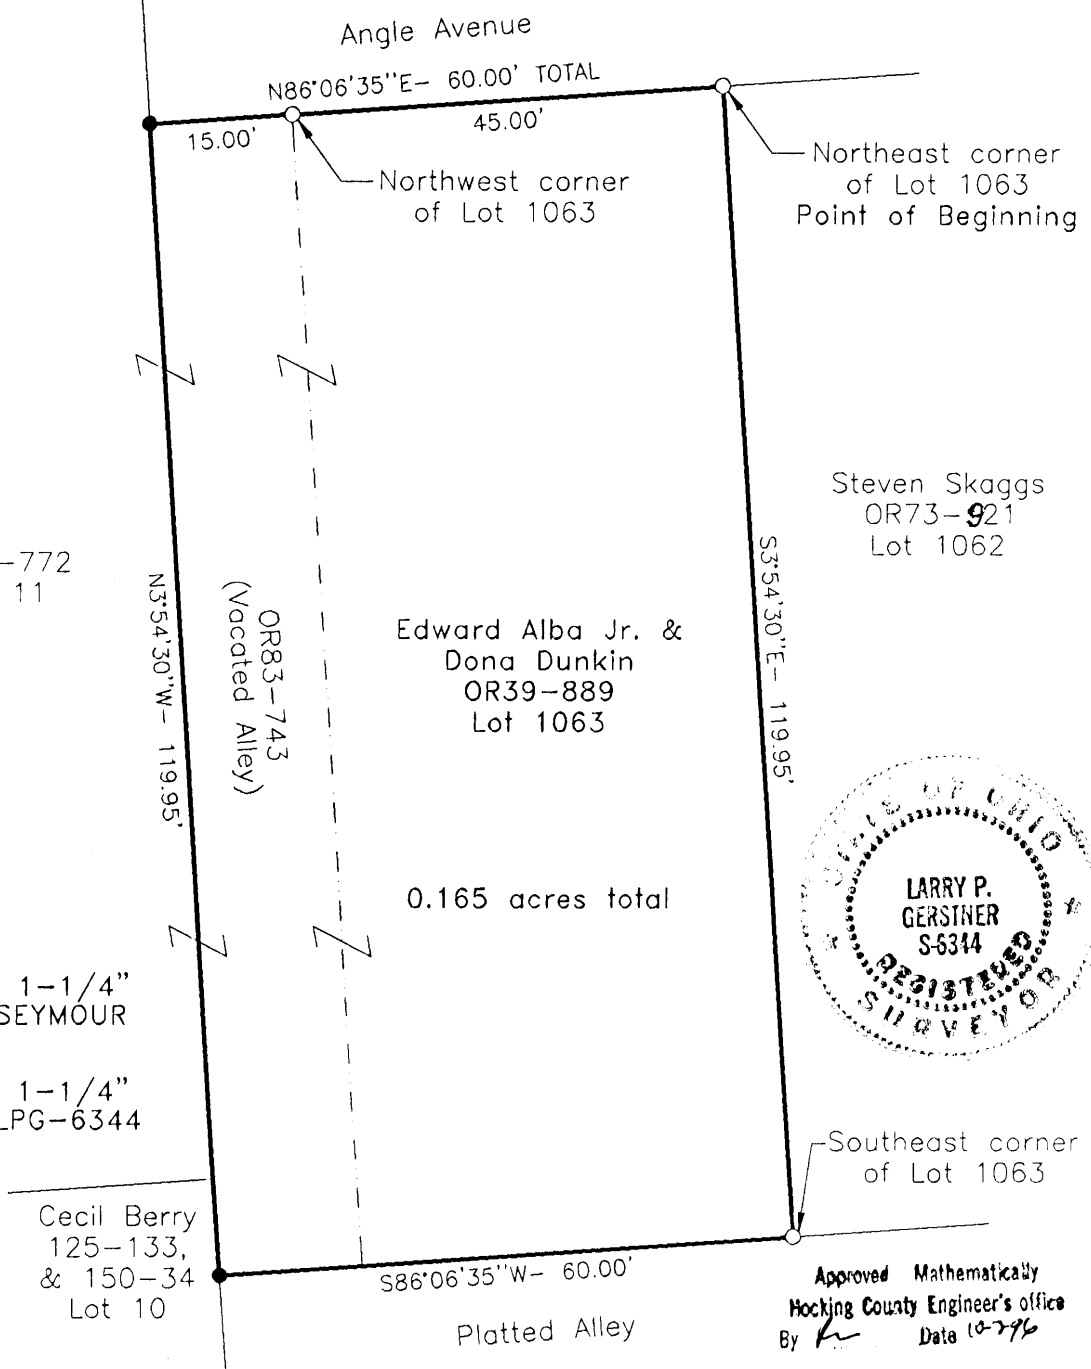 Angle Avenue
N86°06'35"E- 60.00' TOTAL
15.00'
45.00'
Northwest corner
of Lot 1063
Northeast corner
of Lot 1063
Point of Beginning
Steven Skaggs
OR73-921
Lot 1062
-772
11
N3°54'30"W- 119.95'
OR83-743
(Vacated Alley)
Edward Alba Jr. &
Dona Dunkin
OR39-889
Lot 1063
S3°54'30"E- 119.95'
0.165 acres total
STATE OF OHIO
LARRY P.
GERSTNER
S-6344
REGISTERED
SURVEYOR
1-1/4"
SEYMOUR
1-1/4"
LPG-6344
Southeast corner
of Lot 1063
Cecil Berry
125-133,
& 150-34
Lot 10
S86°06'35"W- 60.00'
Platted Alley
Approved Mathematically
Hocking County Engineer's office
By Date